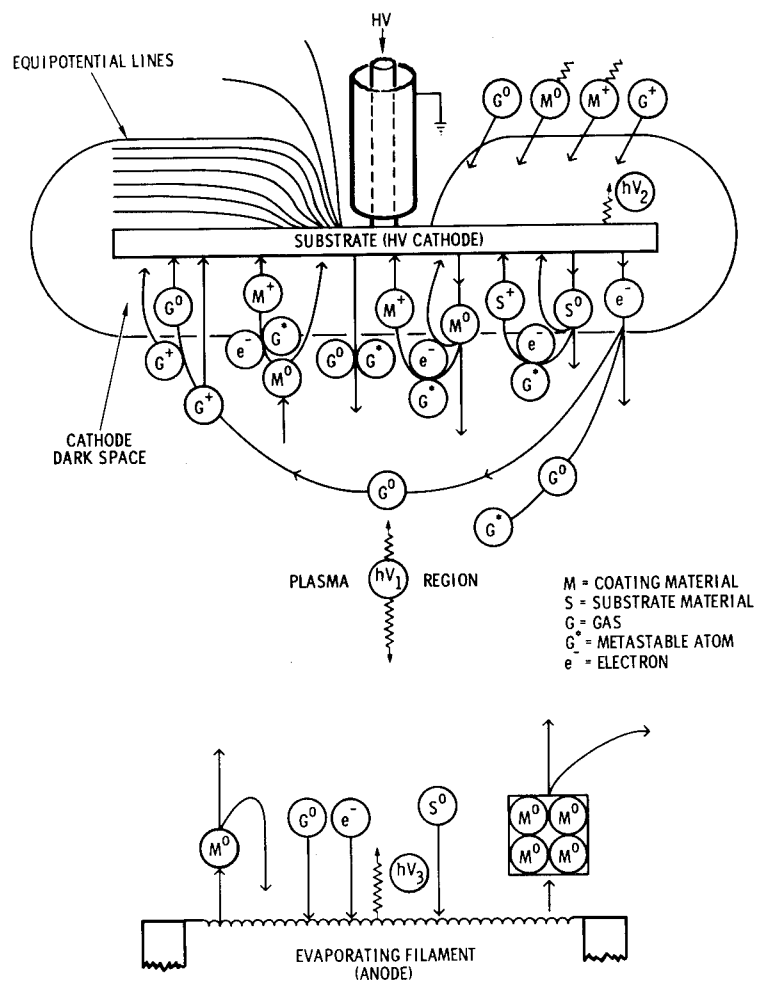 HV
EQUIPOTENTIAL LINES
G⁰
M⁰
M⁺
G⁺
hV₂
SUBSTRATE (HV CATHODE)
G⁰
M⁺
M⁺
M⁰
S⁺
S⁰
e⁻
G⁺
e⁻
G*
M⁰
G⁰
G*
e⁻
G*
e⁻
G*
G⁺
CATHODE
DARK SPACE
G⁰
G⁰
G*
PLASMA
hV₁
REGION
M = COATING MATERIAL
S = SUBSTRATE MATERIAL
G = GAS
G* = METASTABLE ATOM
e⁻ = ELECTRON
M⁰
G⁰
e⁻
S⁰
hV₃
M⁰ M⁰
M⁰ M⁰
EVAPORATING FILAMENT
(ANODE)